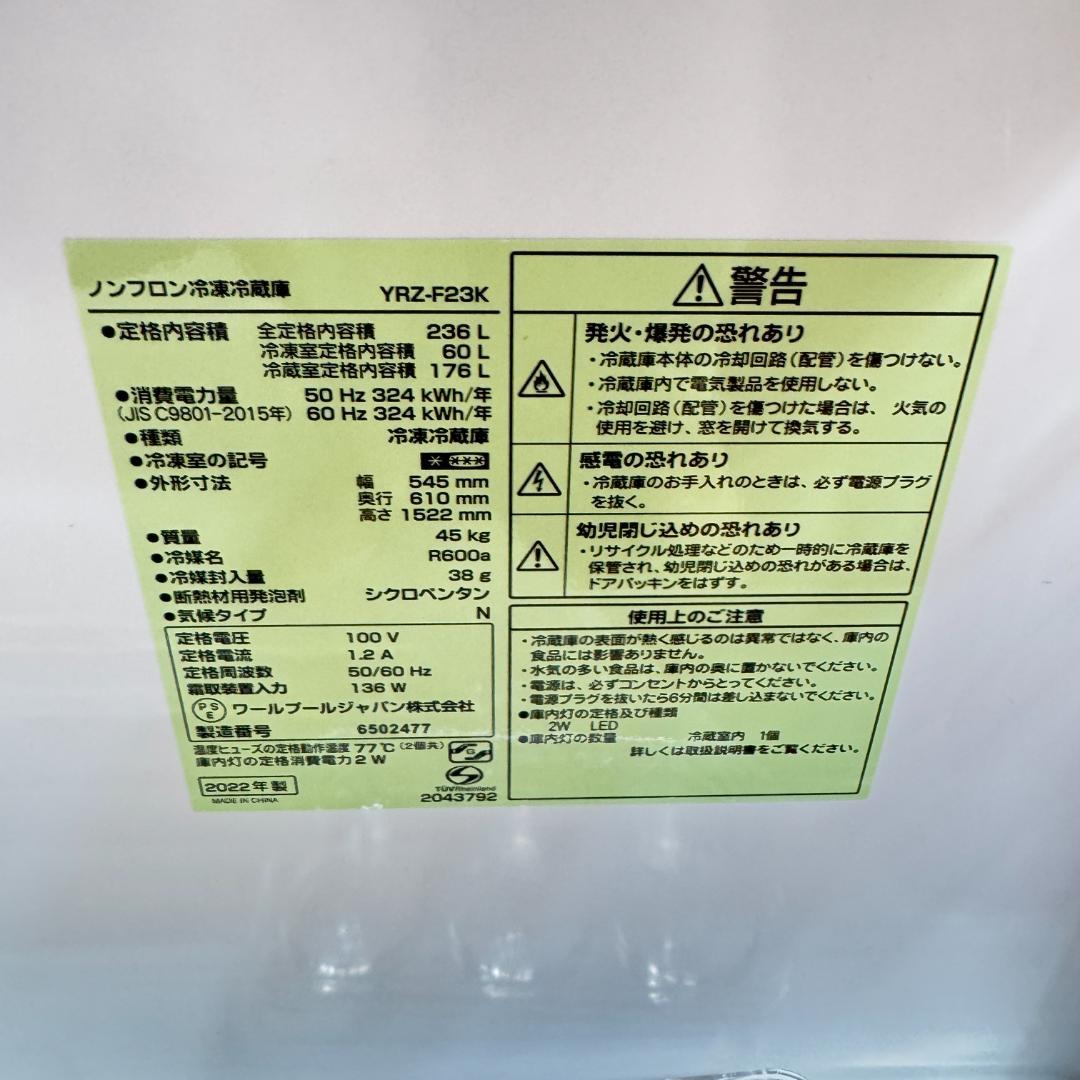 ノンフロン冷凍冷蔵庫 YRZ-F23K
●定格内容積 全定格内容積 236 L
冷凍室定格内容積 60 L
冷蔵室定格内容積 176 L
●消費電力量 50 Hz 324 kWh/年
(JIS C9801-2015年) 60 Hz 324 kWh/年
●種類 冷凍冷蔵庫
●冷凍室の記号
●外形寸法 幅 545 mm
奥行 610 mm
高さ 1522 mm
●質量 45 kg
●冷媒名 R600a
●冷媒封入量 38 g
●断熱材用発泡剤 シクロペンタン
●気候タイプ N
定格電圧 100 V
定格電流 1.2 A
定格周波数 50/60 Hz
霜取装置入力 136 W
PSE ワールプールジャパン株式会社
製造番号 6502477
温度ヒューズの定格動作温度 77℃ (2個共)
庫内灯の定格消費電力 2 W
2022年製
MADE IN CHINA
S G
TÜVRheinland
2043792
警告
発火・爆発の恐れあり
・冷蔵庫本体の冷却回路(配管)を傷つけない。
・冷蔵庫内で電気製品を使用しない。
・冷却回路(配管)を傷つけた場合は、火気の
使用を避け、窓を開けて換気する。
感電の恐れあり
・冷蔵庫のお手入れのときは、必ず電源プラグ
を抜く。
幼児閉じ込めの恐れあり
・リサイクル処理などのため一時的に冷蔵庫を
保管され、幼児閉じ込めの恐れがある場合は、
ドアパッキンをはずす。
使用上のご注意
・冷蔵庫の表面が熱く感じるのは異常ではなく、庫内の
食品には影響ありません。
・水気の多い食品は、庫内の奥に置かないでください。
・電源は、必ずコンセントからとってください。
・電源プラグを抜いたら6分間は差し込まないでください。
●庫内灯の定格及び種類
2W LED
●庫内灯の数量 冷蔵室内 1個
詳しくは取扱説明書をご覧ください。